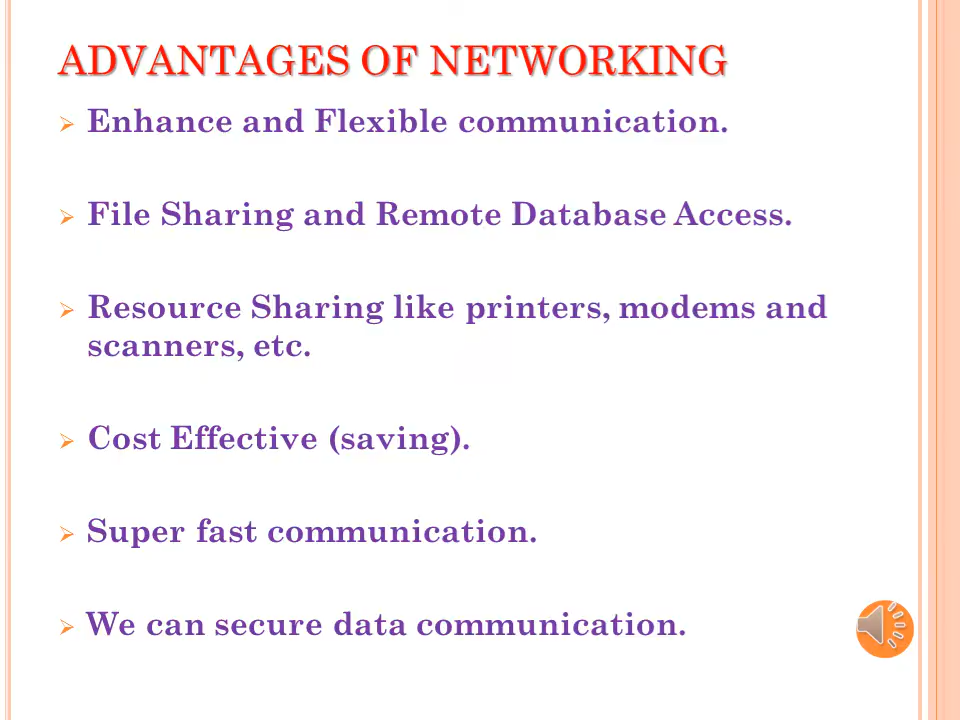 ADVANTAGES OF NETWORKING
Enhance and Flexible communication.
File Sharing and Remote Database Access.
Resource Sharing like printers, modems and
scanners, etc.
Cost Effective (saving).
Super fast communication.
We can secure data communication.